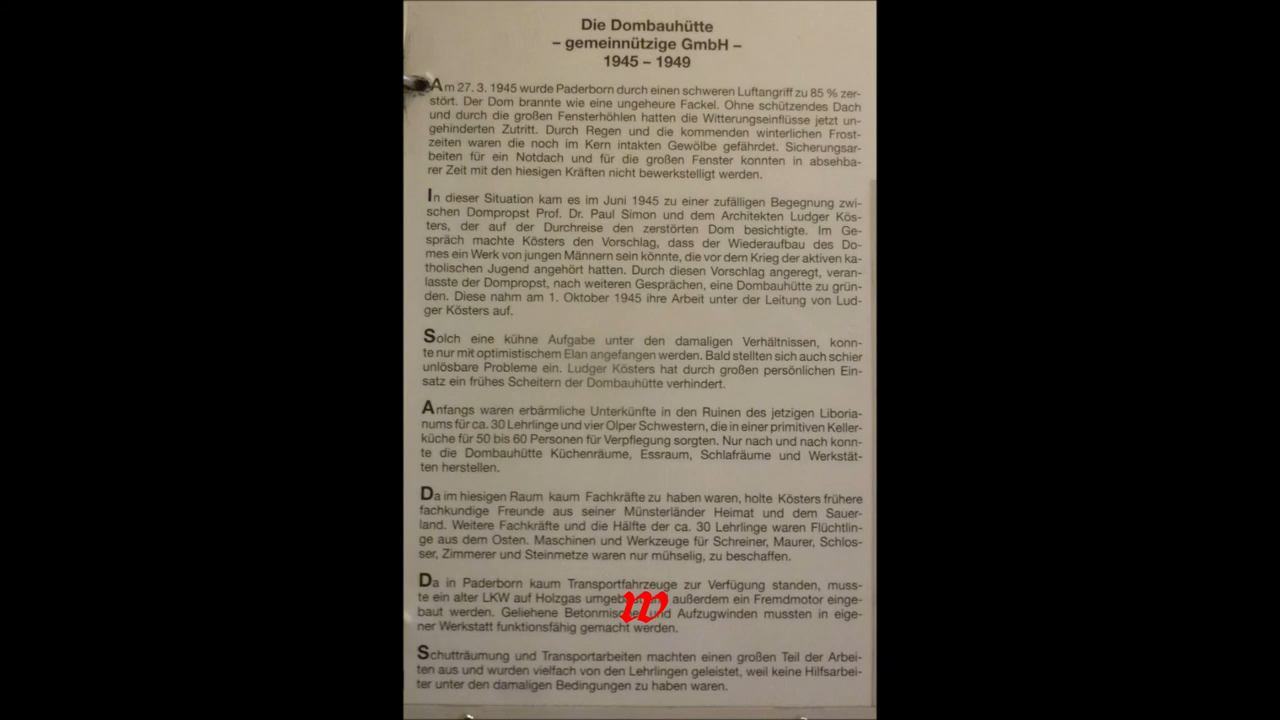 Die Dombauhütte
– gemeinnützige GmbH –
1945 – 1949
Am 27. 3. 1945 wurde Paderborn durch einen schweren Luftangriff zu 85 % zer-
stört. Der Dom brannte wie eine ungeheure Fackel. Ohne schützendes Dach
und durch die großen Fensterhöhlen hatten die Witterungseinflüsse jetzt un-
gehinderten Zutritt. Durch Regen und die kommenden winterlichen Frost-
zeiten waren die noch im Kern intakten Gewölbe gefährdet. Sicherungsar-
beiten für ein Notdach und für die großen Fenster konnten in absehba-
rer Zeit mit den hiesigen Kräften nicht bewerkstelligt werden.
In dieser Situation kam es im Juni 1945 zu einer zufälligen Begegnung zwi-
schen Dompropst Prof. Dr. Paul Simon und dem Architekten Ludger Kös-
ters, der auf der Durchreise den zerstörten Dom besichtigte. Im Ge-
spräch machte Kösters den Vorschlag, dass der Wiederaufbau des Do-
mes ein Werk von jungen Männern sein könnte, die vor dem Krieg der aktiven ka-
tholischen Jugend angehört hatten. Durch diesen Vorschlag angeregt, veran-
lasste der Dompropst, nach weiteren Gesprächen, eine Dombauhütte zu grün-
den. Diese nahm am 1. Oktober 1945 ihre Arbeit unter der Leitung von Lud-
ger Kösters auf.
Solch eine kühne Aufgabe unter den damaligen Verhältnissen, konn-
te nur mit optimistischem Elan angefangen werden. Bald stellten sich auch schier
unlösbare Probleme ein. Ludger Kösters hat durch großen persönlichen Ein-
satz ein frühes Scheitern der Dombauhütte verhindert.
Anfangs waren erbärmliche Unterkünfte in den Ruinen des jetzigen Liboria-
nums für ca. 30 Lehrlinge und vier Olper Schwestern, die in einer primitiven Keller-
küche für 50 bis 60 Personen für Verpflegung sorgten. Nur nach und nach konn-
te die Dombauhütte Küchenräume, Essraum, Schlafräume und Werkstät-
ten herstellen.
Da im hiesigen Raum kaum Fachkräfte zu haben waren, holte Kösters frühere
fachkundige Freunde aus seiner Münsterländer Heimat und dem Sauer-
land. Weitere Fachkräfte und die Hälfte der ca. 30 Lehrlinge waren Flüchtlin-
ge aus dem Osten. Maschinen und Werkzeuge für Schreiner, Maurer, Schlos-
ser, Zimmerer und Steinmetze waren nur mühselig, zu beschaffen.
Da in Paderborn kaum Transportfahrzeuge zur Verfügung standen, muss-
te ein alter LKW auf Holzgas außerdem ein Fremdmotor einge-
baut werden. Geliehene Betonmischer und Aufzugwinden mussten in eige-
ner Werkstatt funktionsfähig gemacht werden.
w
Schutträumung und Transportarbeiten machten einen großen Teil der Arbei-
ten aus und wurden vielfach von den Lehrlingen geleistet, weil keine Hilfsarbei-
ter unter den damaligen Bedingungen zu haben waren.